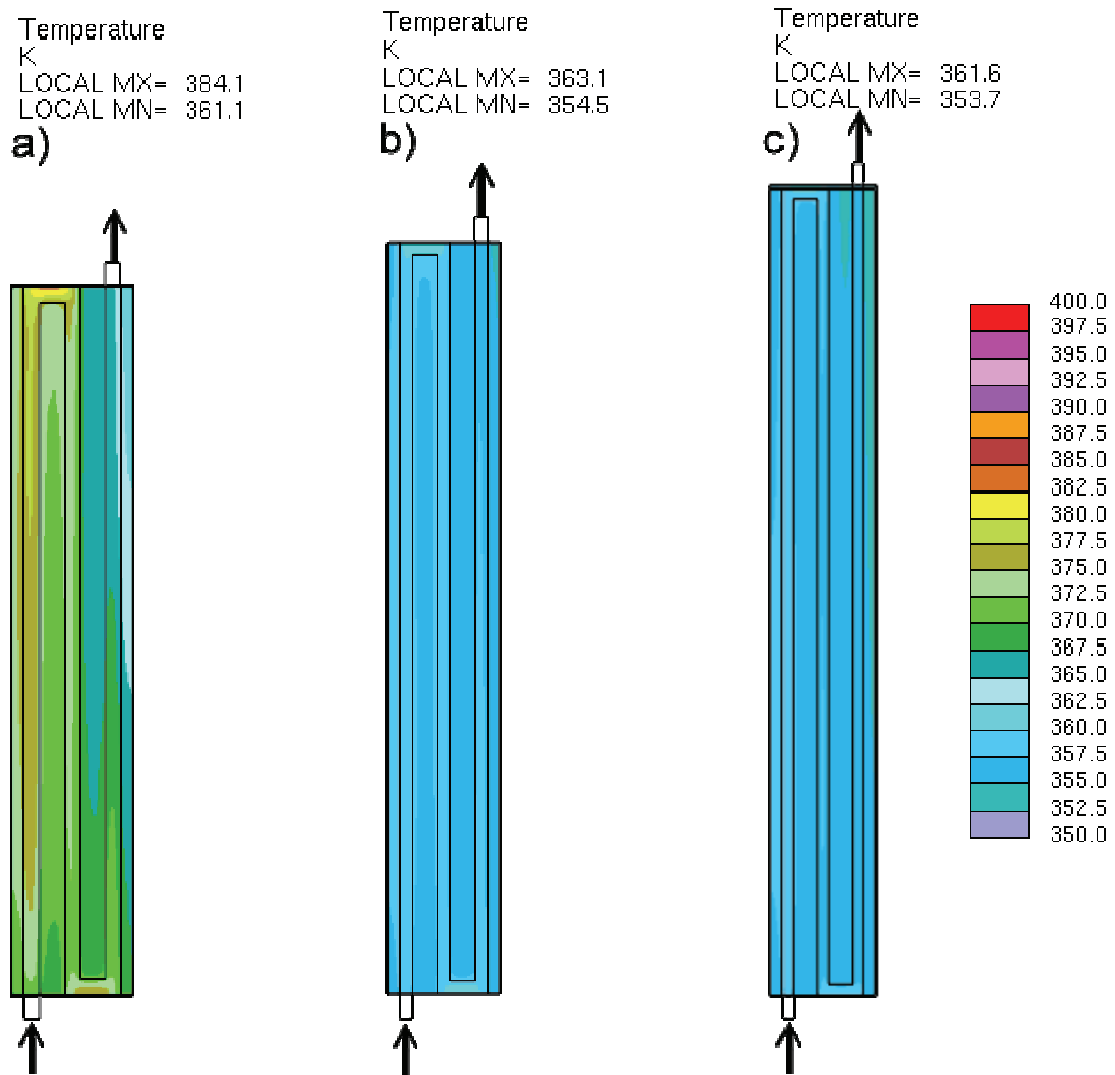 Temperature
K
LOCAL MX= 384.1
LOCAL MN= 361.1
a)
Temperature
K
LOCAL MX= 363.1
LOCAL MN= 354.5
b)
Temperature
K
LOCAL MX= 361.6
LOCAL MN= 353.7
c)
400.0
397.5
395.0
392.5
390.0
387.5
385.0
382.5
380.0
377.5
375.0
372.5
370.0
367.5
365.0
362.5
360.0
357.5
355.0
352.5
350.0